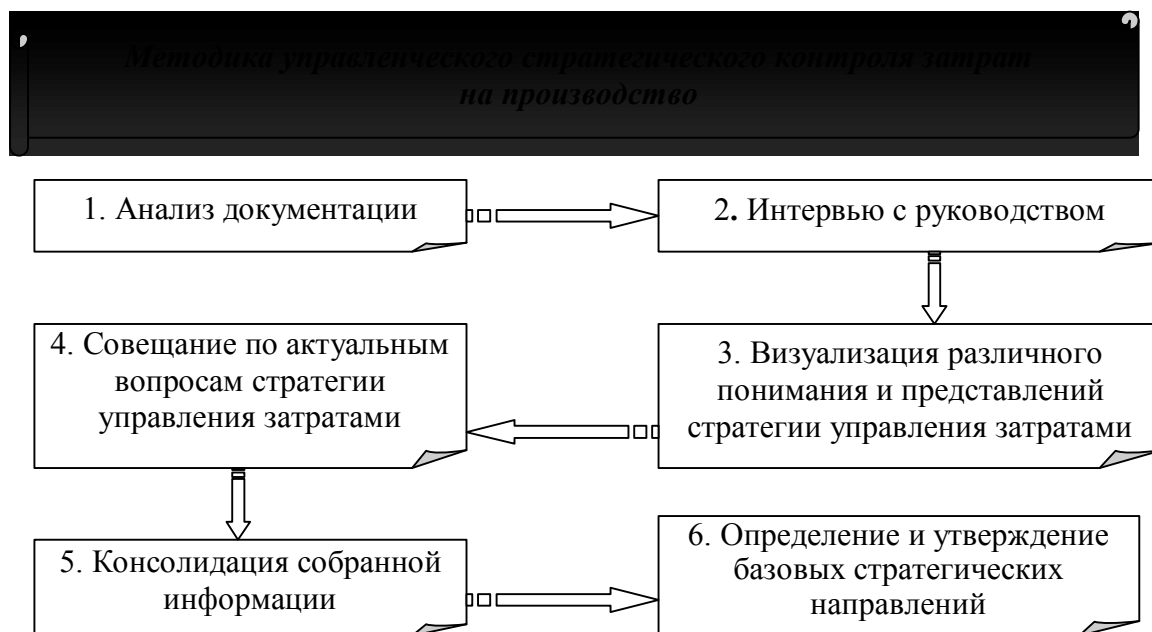 Методика управленческого стратегического контроля затрат
на производство
1. Анализ документации
2. Интервью с руководством
3. Визуализация различного
понимания и представлений
стратегии управления затратами
4. Совещание по актуальным
вопросам стратегии
управления затратами
5. Консолидация собранной
информации
6. Определение и утверждение
базовых стратегических
направлений